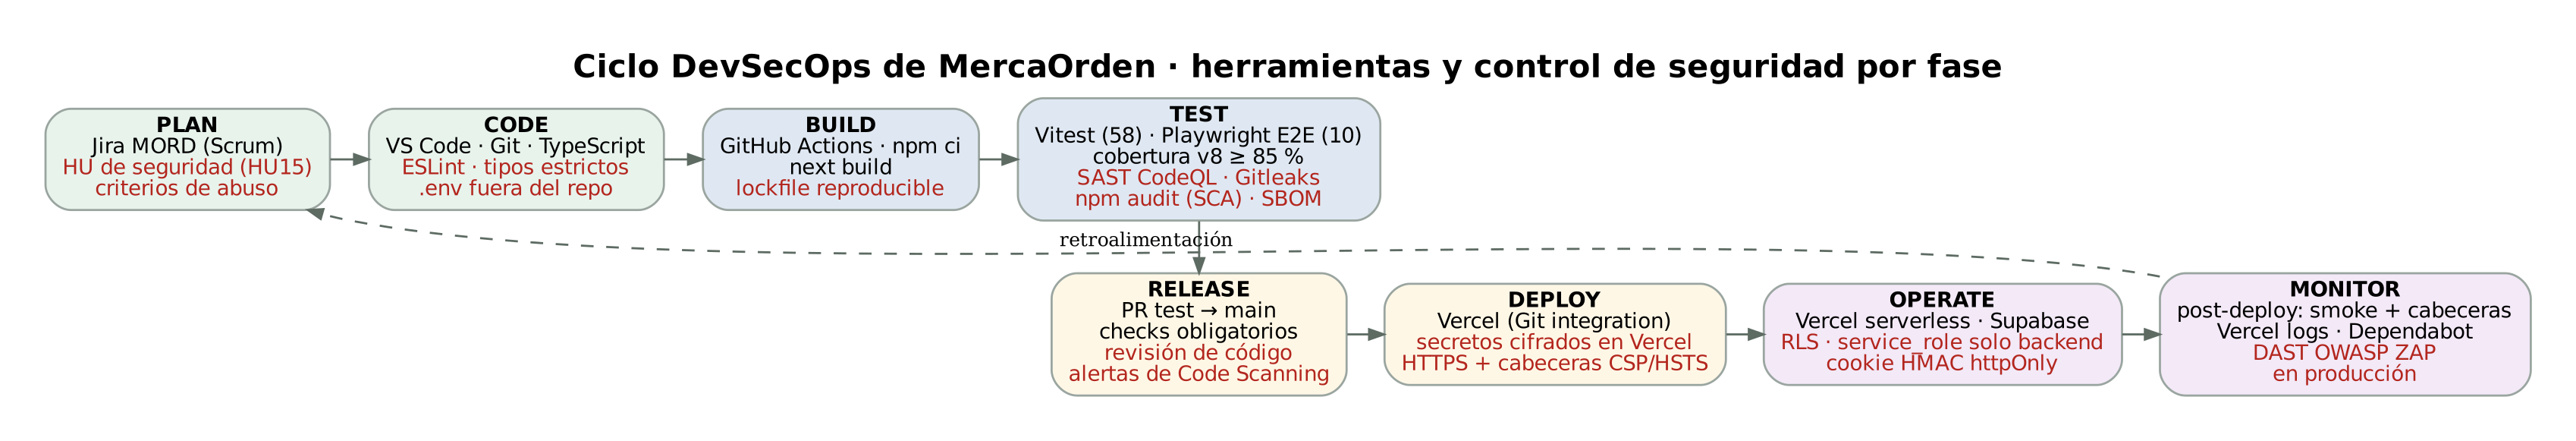 Ciclo DevSecOps de MercaOrden · herramientas y control de seguridad por fase
PLAN
Jira MORD (Scrum)
HU de seguridad (HU15)
criterios de abuso
CODE
VS Code · Git · TypeScript
ESLint · tipos estrictos
.env fuera del repo
BUILD
GitHub Actions · npm ci
next build
lockfile reproducible
TEST
Vitest (58) · Playwright E2E (10)
cobertura v8 ≥ 85 %
SAST CodeQL · Gitleaks
npm audit (SCA) · SBOM
retroalimentación
RELEASE
PR test → main
checks obligatorios
revisión de código
alertas de Code Scanning
DEPLOY
Vercel (Git integration)
secretos cifrados en Vercel
HTTPS + cabeceras CSP/HSTS
OPERATE
Vercel serverless · Supabase
RLS · service_role solo backend
cookie HMAC httpOnly
MONITOR
post-deploy: smoke + cabeceras
Vercel logs · Dependabot
DAST OWASP ZAP
en producción